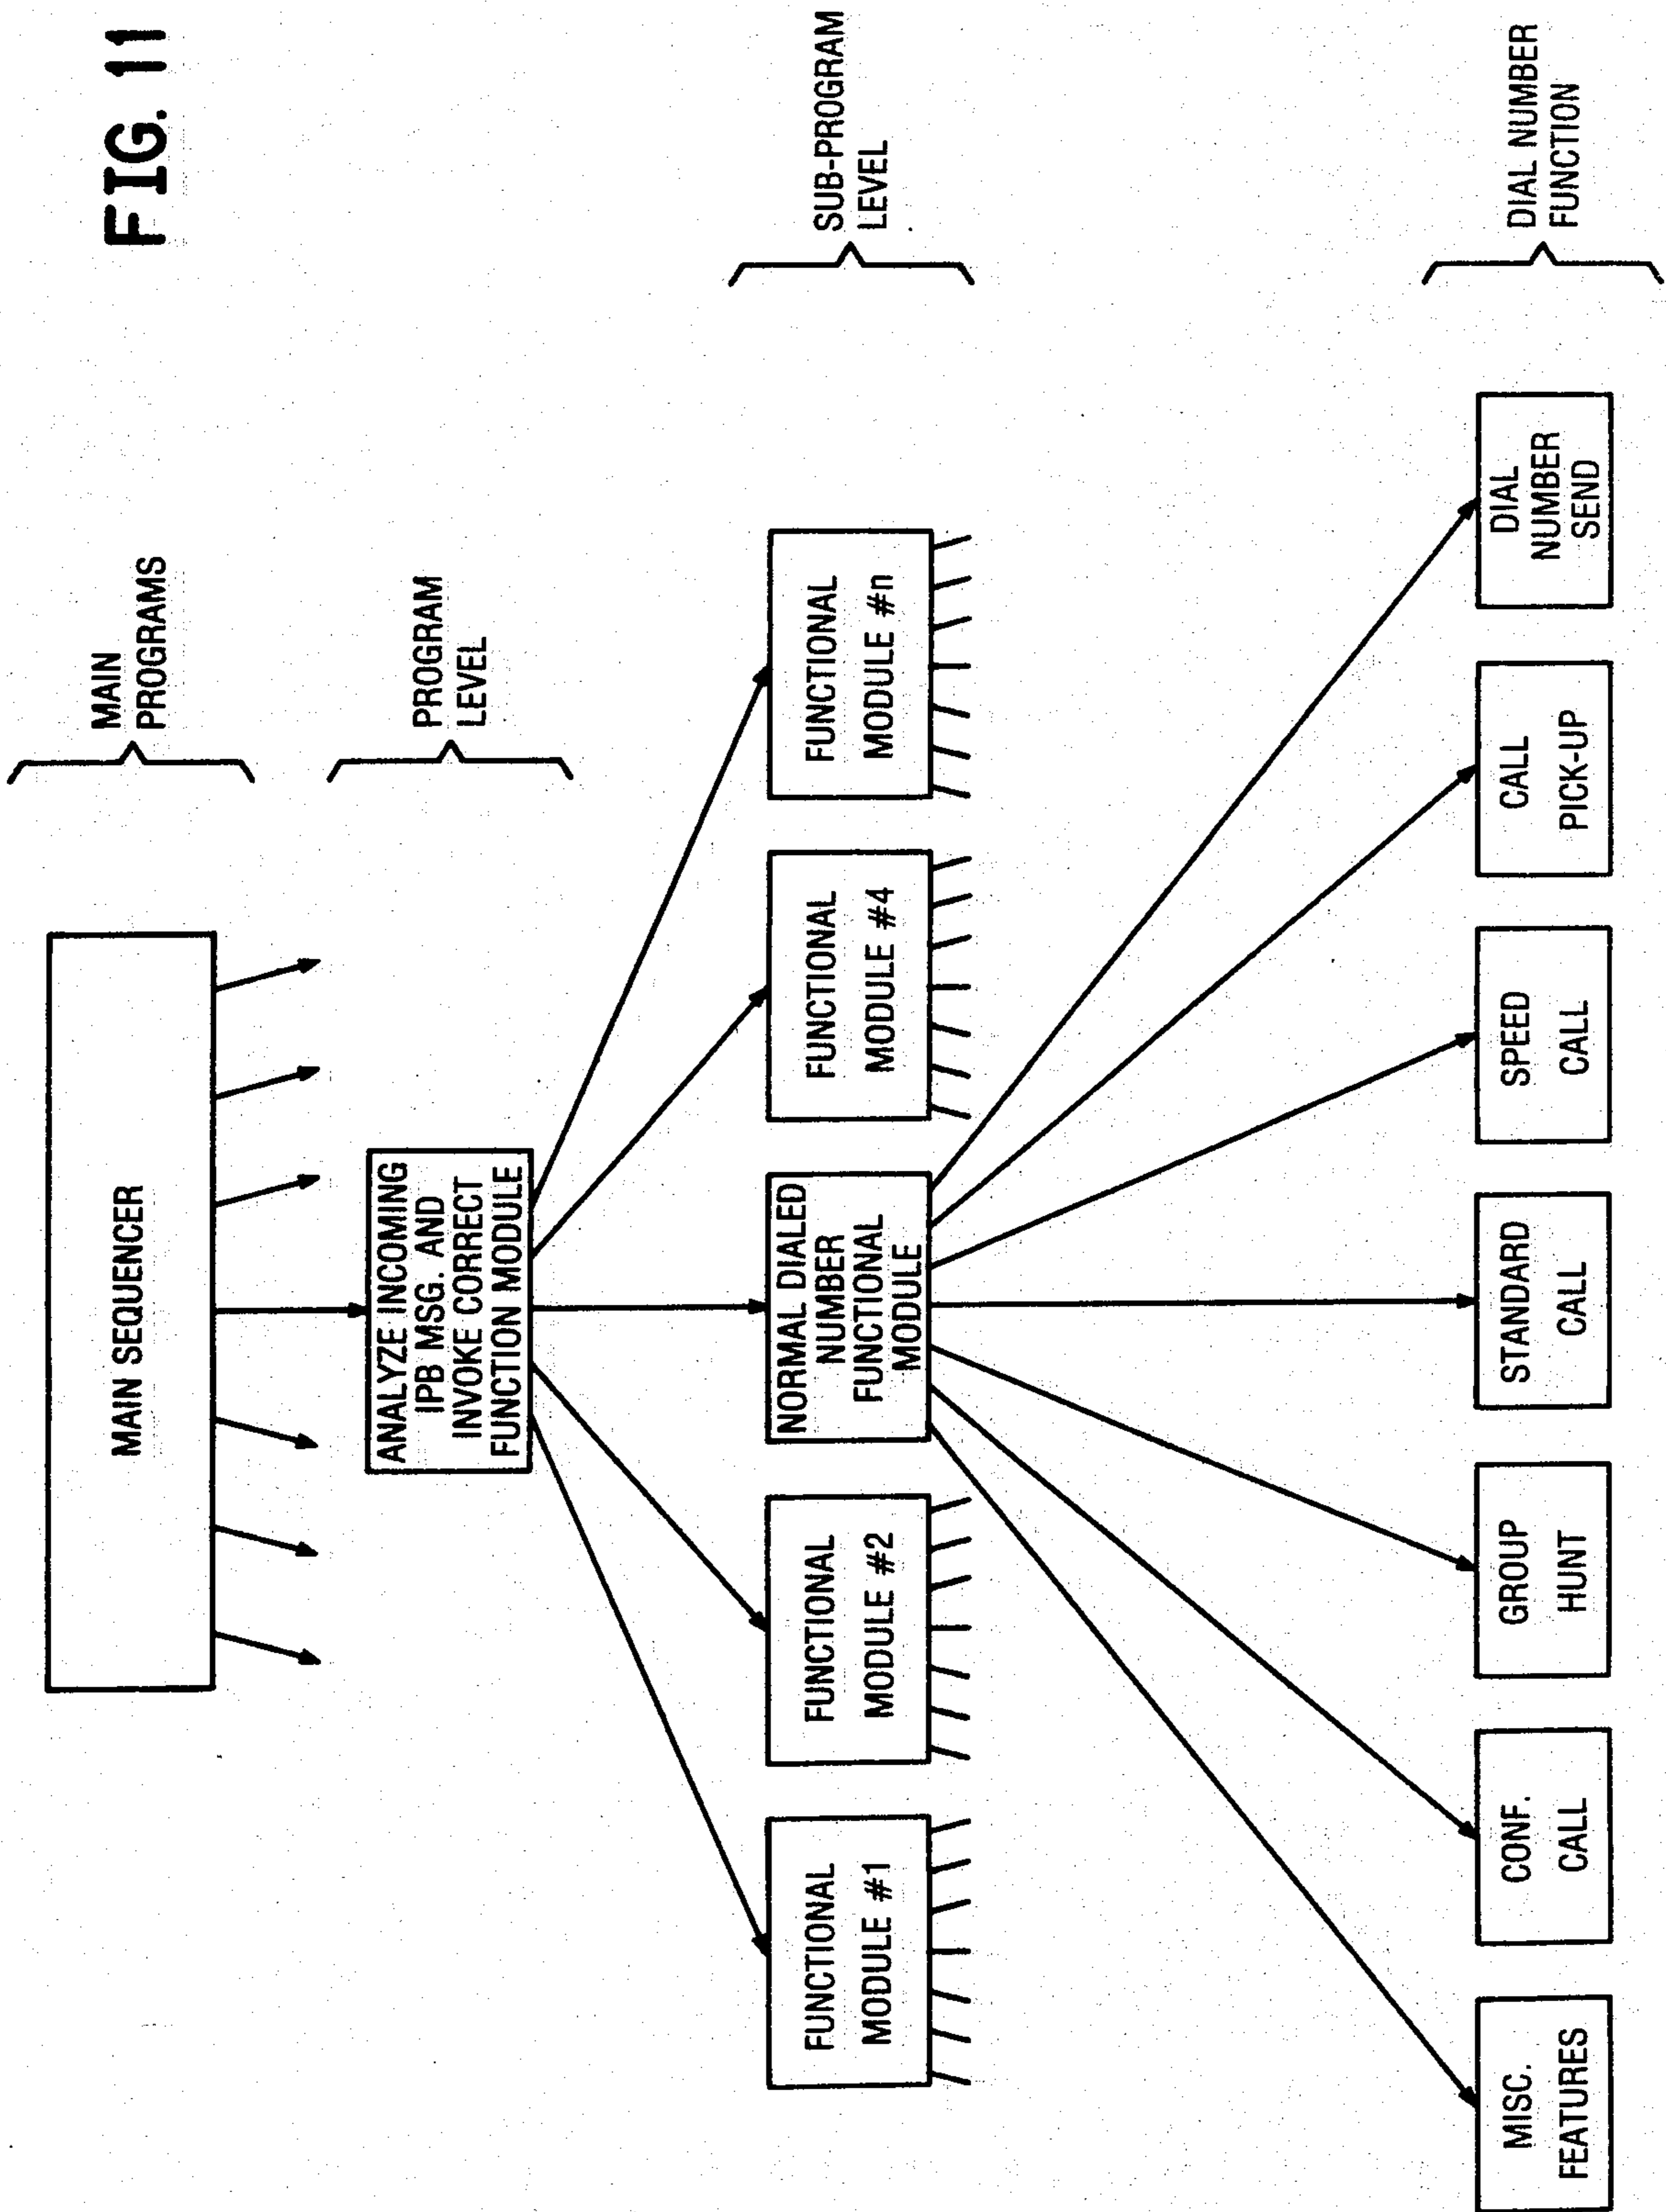 FIG. 11
MAIN
PROGRAMS
MAIN SEQUENCER
PROGRAM
LEVEL
ANALYZE INCOMING
IPB MSG. AND
INVOKE CORRECT
FUNCTION MODULE
SUB-PROGRAM
LEVEL
FUNCTIONAL
MODULE #1
FUNCTIONAL
MODULE #2
NORMAL DIALED
NUMBER
FUNCTIONAL
MODULE
FUNCTIONAL
MODULE #4
FUNCTIONAL
MODULE #n
DIAL NUMBER
FUNCTION
MISC.
FEATURES
CONF.
CALL
GROUP
HUNT
STANDARD
CALL
SPEED
CALL
CALL
PICK-UP
DIAL
NUMBER
SEND